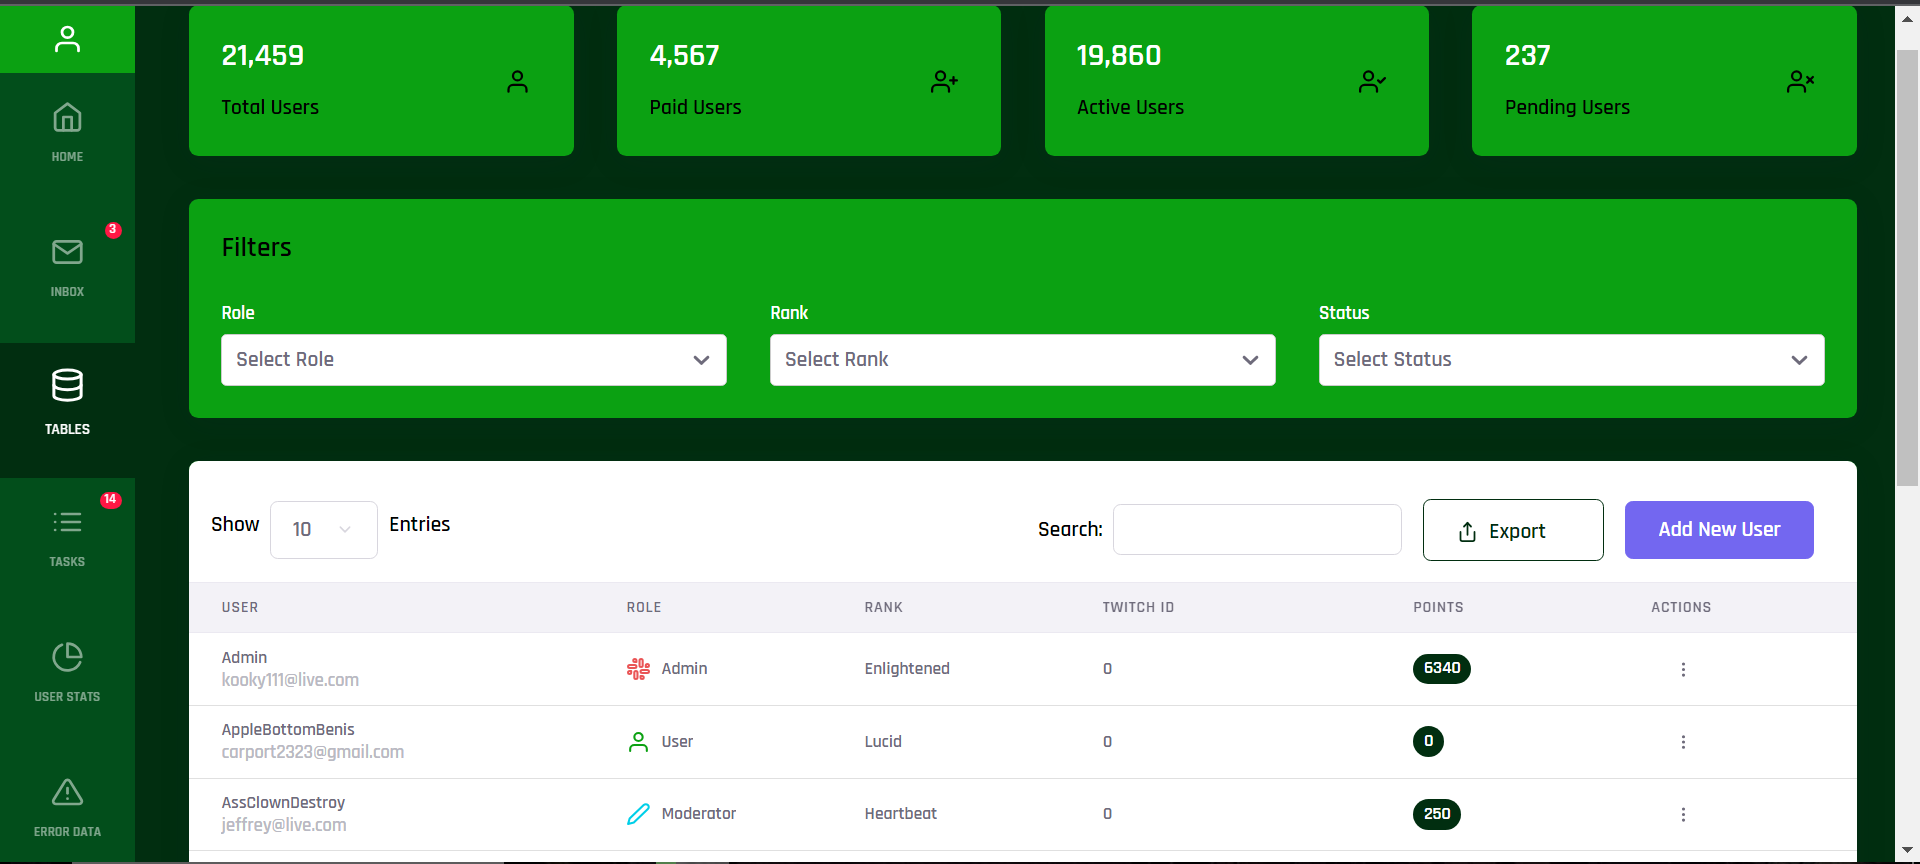 21,459
Total Users
4,567
Paid Users
19,860
Active Users
237
Pending Users
HOME
3
INBOX
TABLES
14
TASKS
USER STATS
ERROR DATA
Filters
Role
Rank
Status
Select Role
Select Rank
Select Status
Show 10 Entries
Search:
Export
Add New User
USER ROLE RANK TWITCH ID POINTS ACTIONS
Admin
kooky111@live.com
Admin Enlightened 0 6340
AppleBottomBenis
carport2323@gmail.com
User Lucid 0 0
AssClownDestroy
jeffrey@live.com
Moderator Heartbeat 0 250